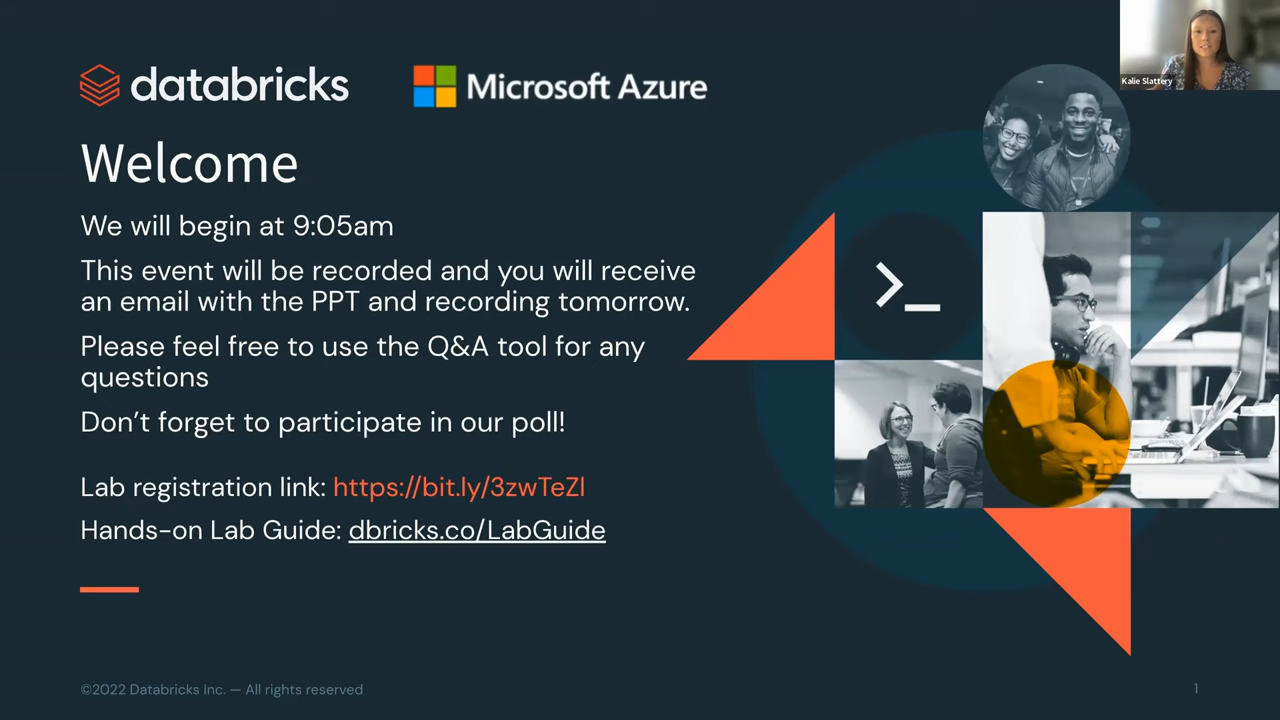 databricks
Microsoft Azure
Kalie Slattery
Welcome
We will begin at 9:05am
This event will be recorded and you will receive
an email with the PPT and recording tomorrow.
Please feel free to use the Q&A tool for any
questions
Don’t forget to participate in our poll!
Lab registration link: https://bit.ly/3zwTeZl
Hands-on Lab Guide: dbricks.co/LabGuide
>_
©2022 Databricks Inc. — All rights reserved
1